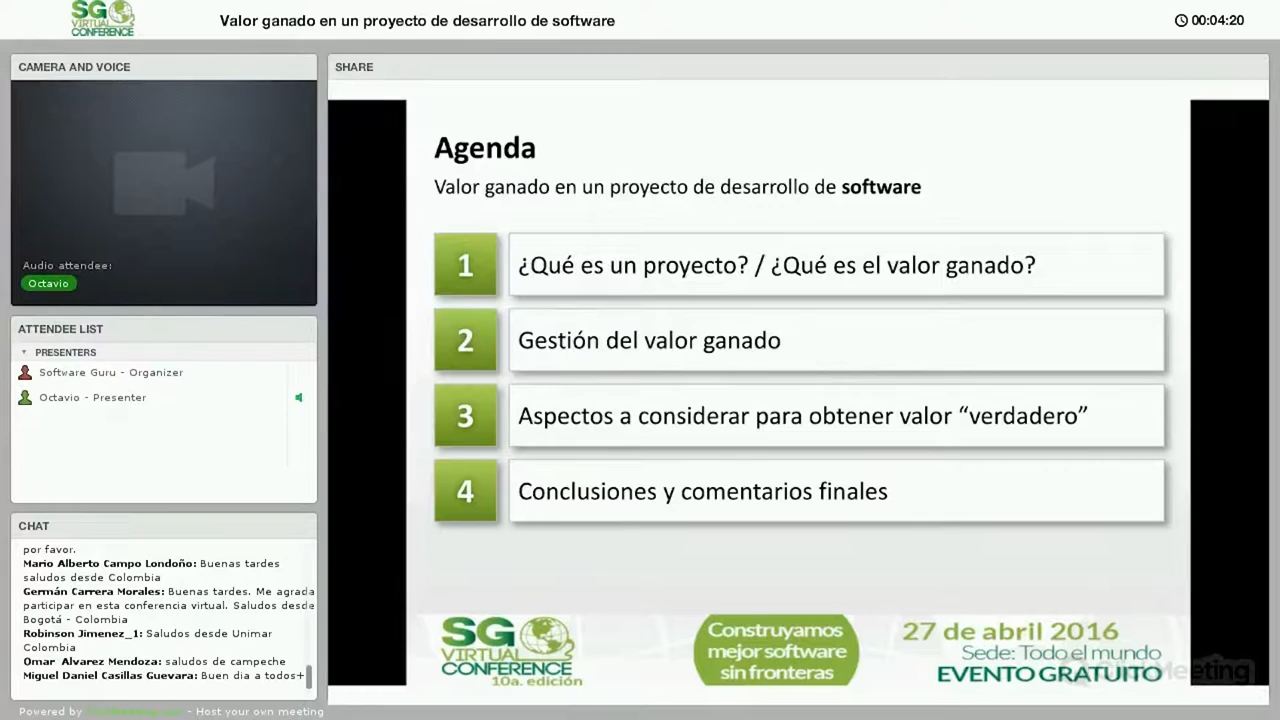 SG
VIRTUAL
CONFERENCE
Valor ganado en un proyecto de desarrollo de software
00:04:20
CAMERA AND VOICE
Audio attendee:
Octavio
ATTENDEE LIST
PRESENTERS
Software Guru - Organizer
Octavio - Presenter
CHAT
por favor.
Mario Alberto Campo Londoño: Buenas tardes
saludos desde Colombia
Germán Carrera Morales: Buenas tardes. Me agrada
participar en esta conferencia virtual. Saludos desde
Bogotá - Colombia
Robinson Jimenez_1: Saludos desde Unimar
Colombia
Omar Alvarez Mendoza: saludos de campeche
Miguel Daniel Casillas Guevara: Buen dia a todos+
Powered by - Host your own meeting
SHARE
Agenda
Valor ganado en un proyecto de desarrollo de software
1 ¿Qué es un proyecto? / ¿Qué es el valor ganado?
2 Gestión del valor ganado
3 Aspectos a considerar para obtener valor “verdadero”
4 Conclusiones y comentarios finales
SG
VIRTUAL
CONFERENCE
10a. edición
Construyamos
mejor software
sin fronteras
27 de abril 2016
Sede: Todo el mundo
EVENTO GRATUITO
ClickMeeting